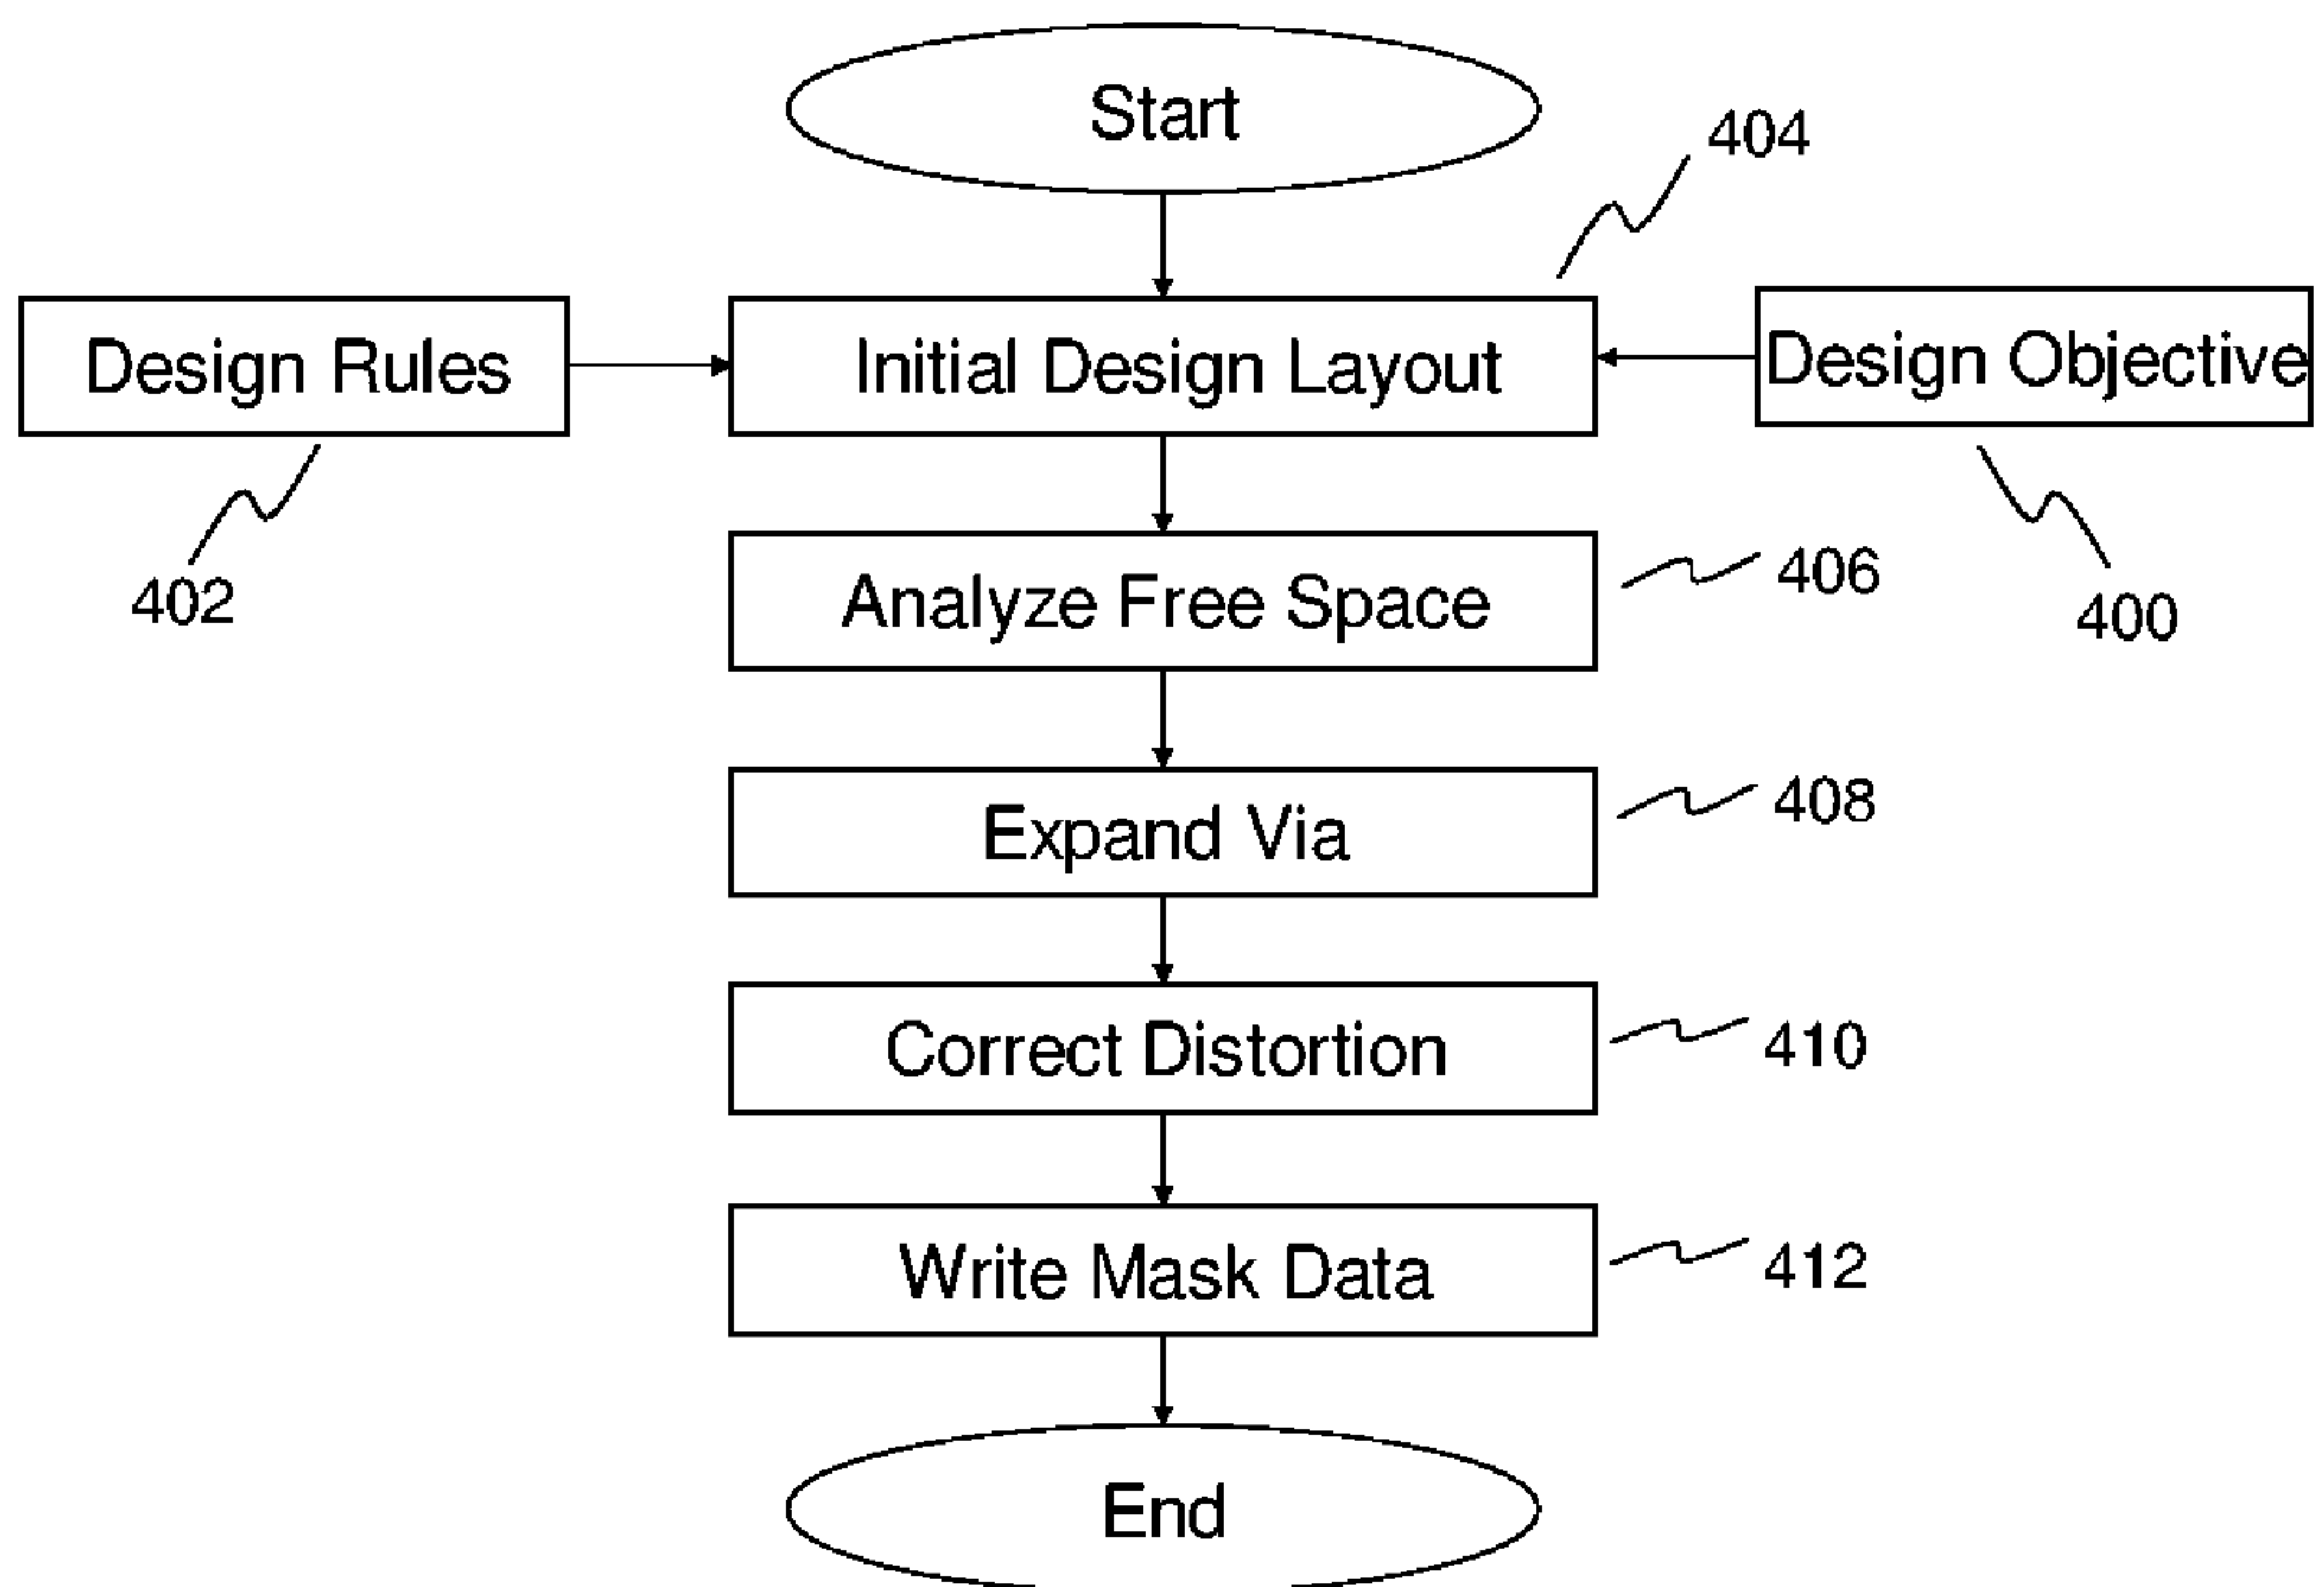 Start
404
Design Rules
Initial Design Layout
Design Objective
402
Analyze Free Space
406
400
Expand Via
408
Correct Distortion
410
Write Mask Data
412
End